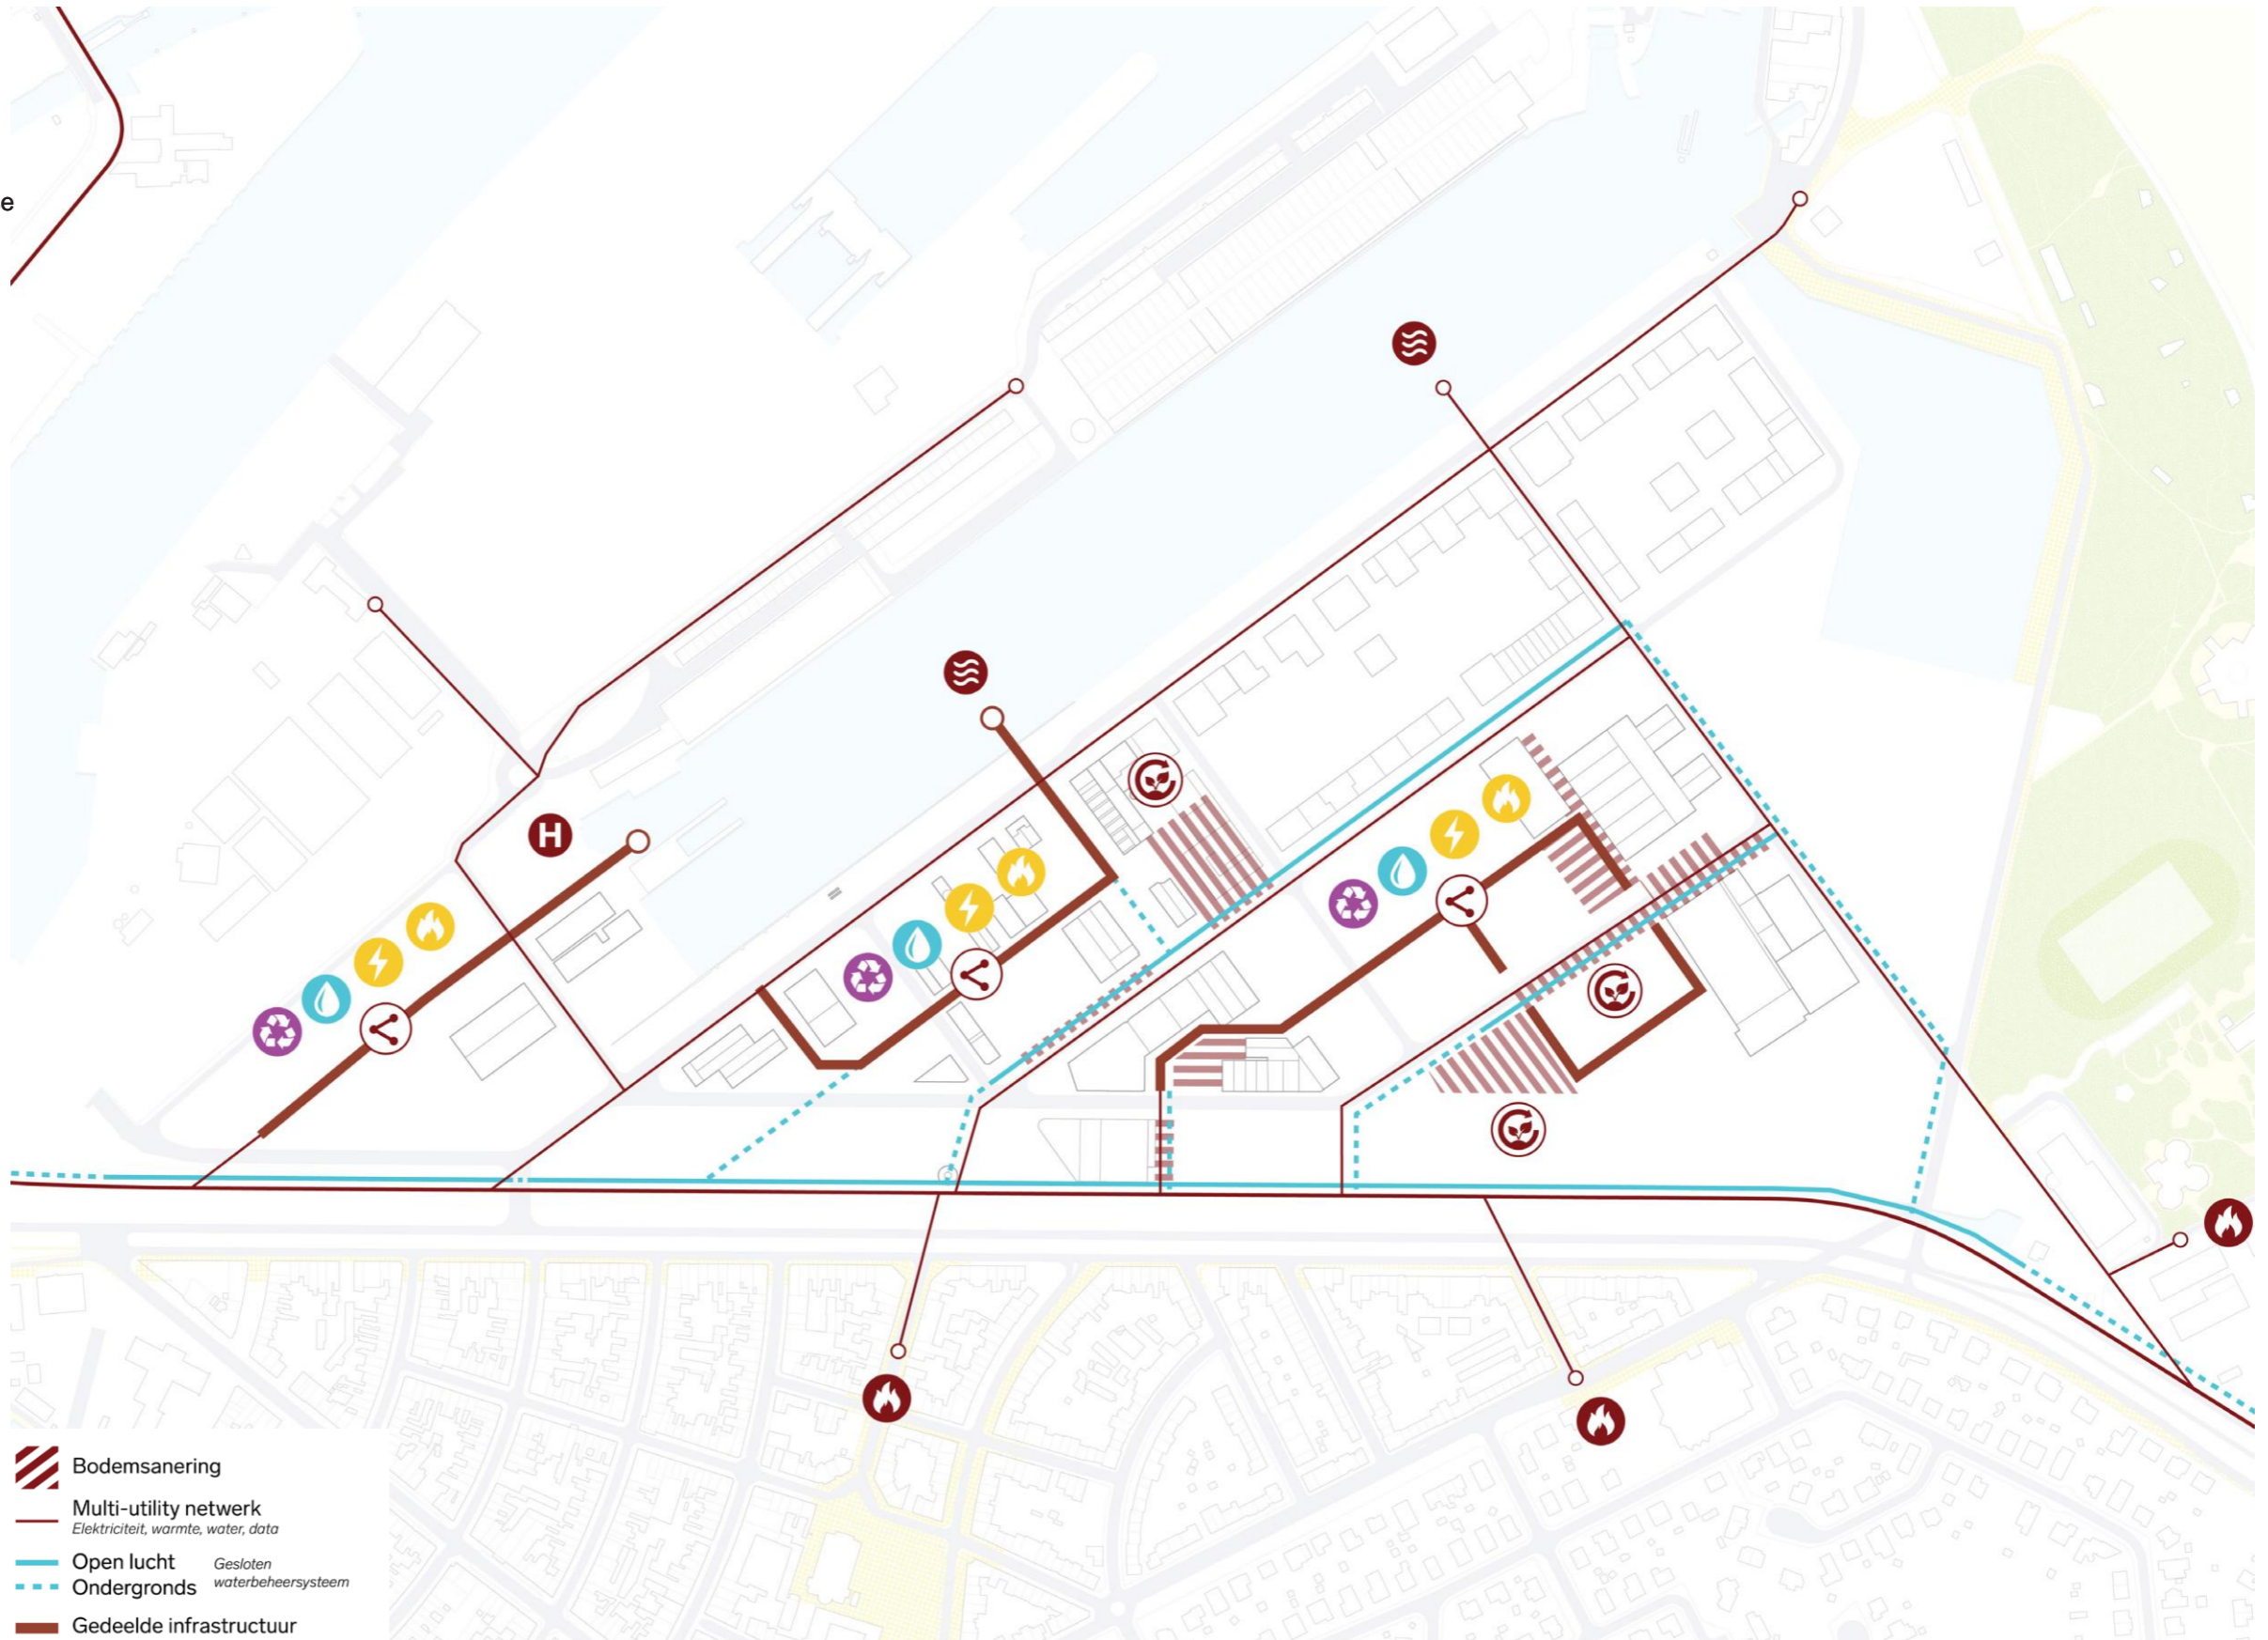 e
H
Bodemsanering
Multi-utility netwerk
Elektriciteit, warmte, water, data
Open lucht
Ondergronds
Gesloten
waterbeheersysteem
Gedeelde infrastructuur